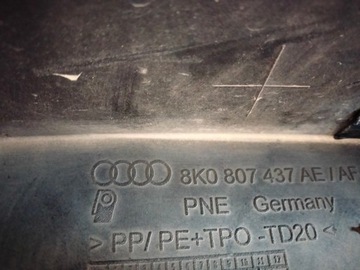 8K0 807 437 AE / AF
PNE Germany
> PP/ PE+TPO -TD20 <